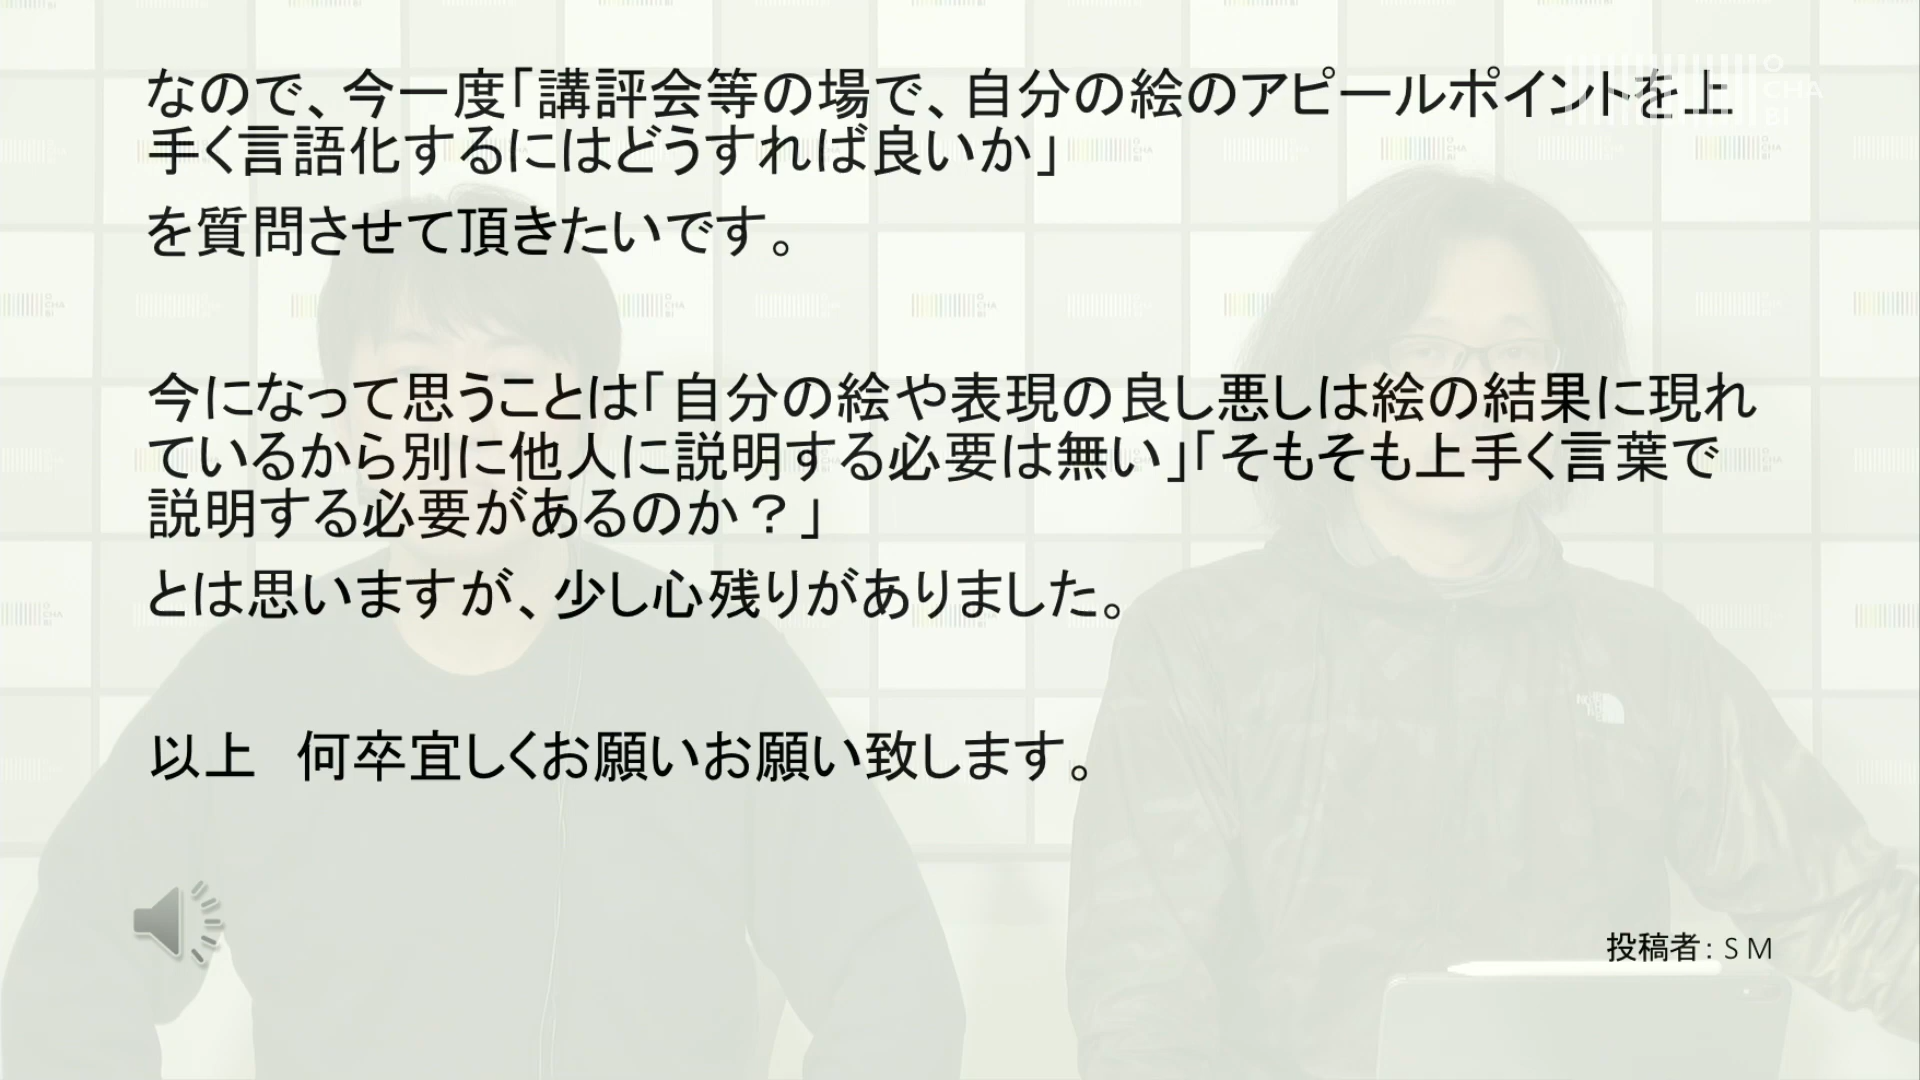 なので、今一度「講評会等の場で、自分の絵のアピールポイントを上
手く言語化するにはどうすれば良いか」
を質問させて頂きたいです。
今になって思うことは「自分の絵や表現の良し悪しは絵の結果に現れ
ているから別に他人に説明する必要は無い」「そもそも上手く言葉で
説明する必要があるのか？」
とは思いますが、少し心残りがありました。
以上　何卒宜しくお願いお願い致します。
投稿者：ＳＭ
O
CHA
BI